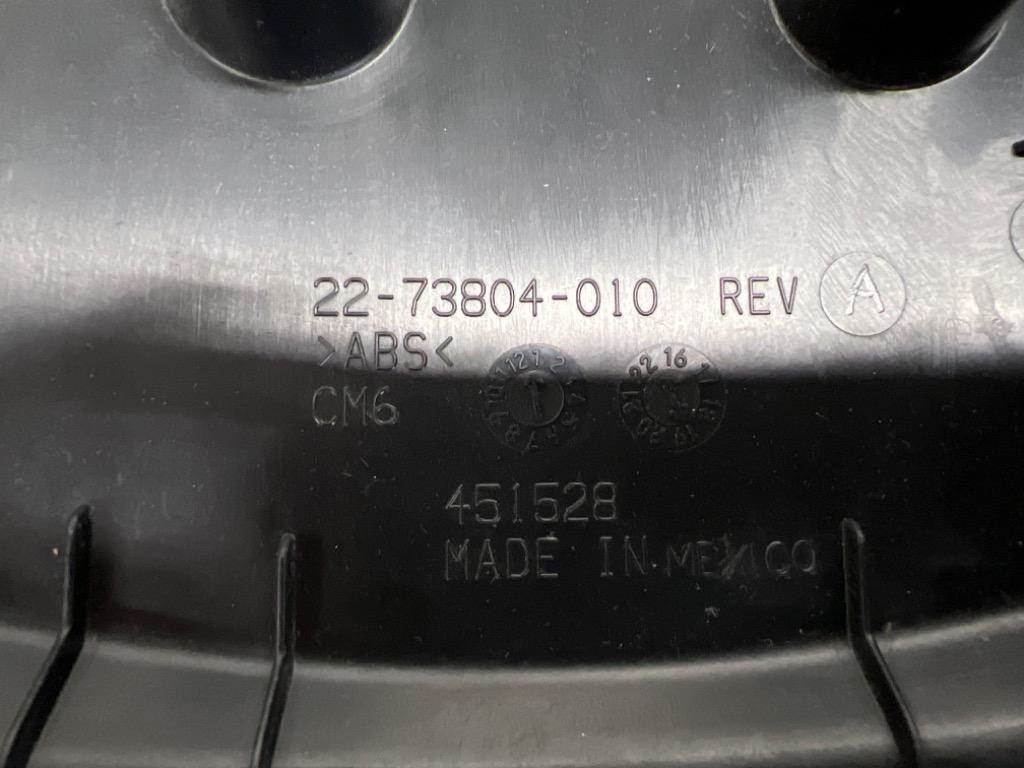 22-73804-010 REV A
>ABS<
CM6
451528
MADE IN MEXICO